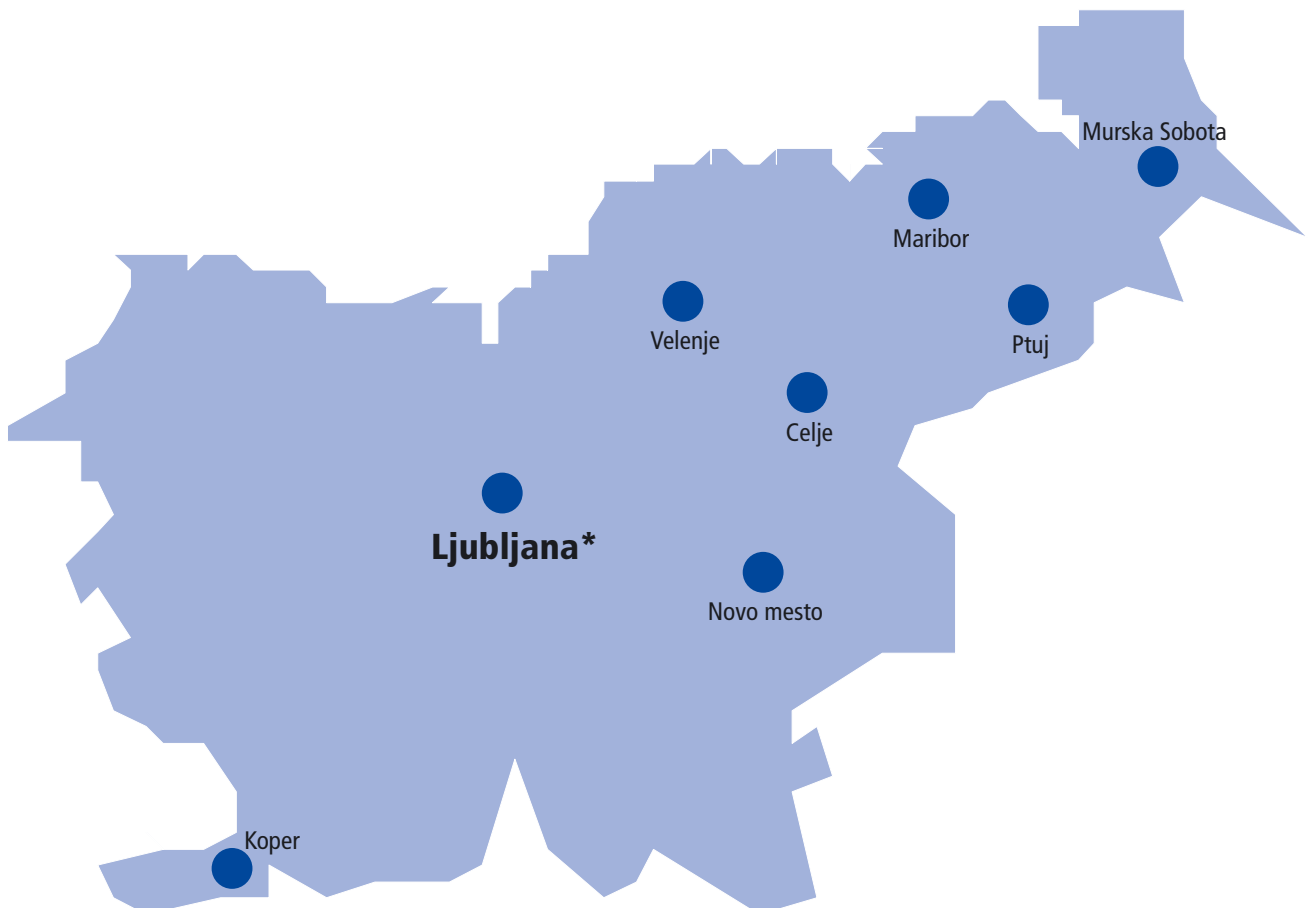 Murska Sobota
Maribor
Velenje
Ptuj
Celje
Ljubljana*
Novo mesto
Koper